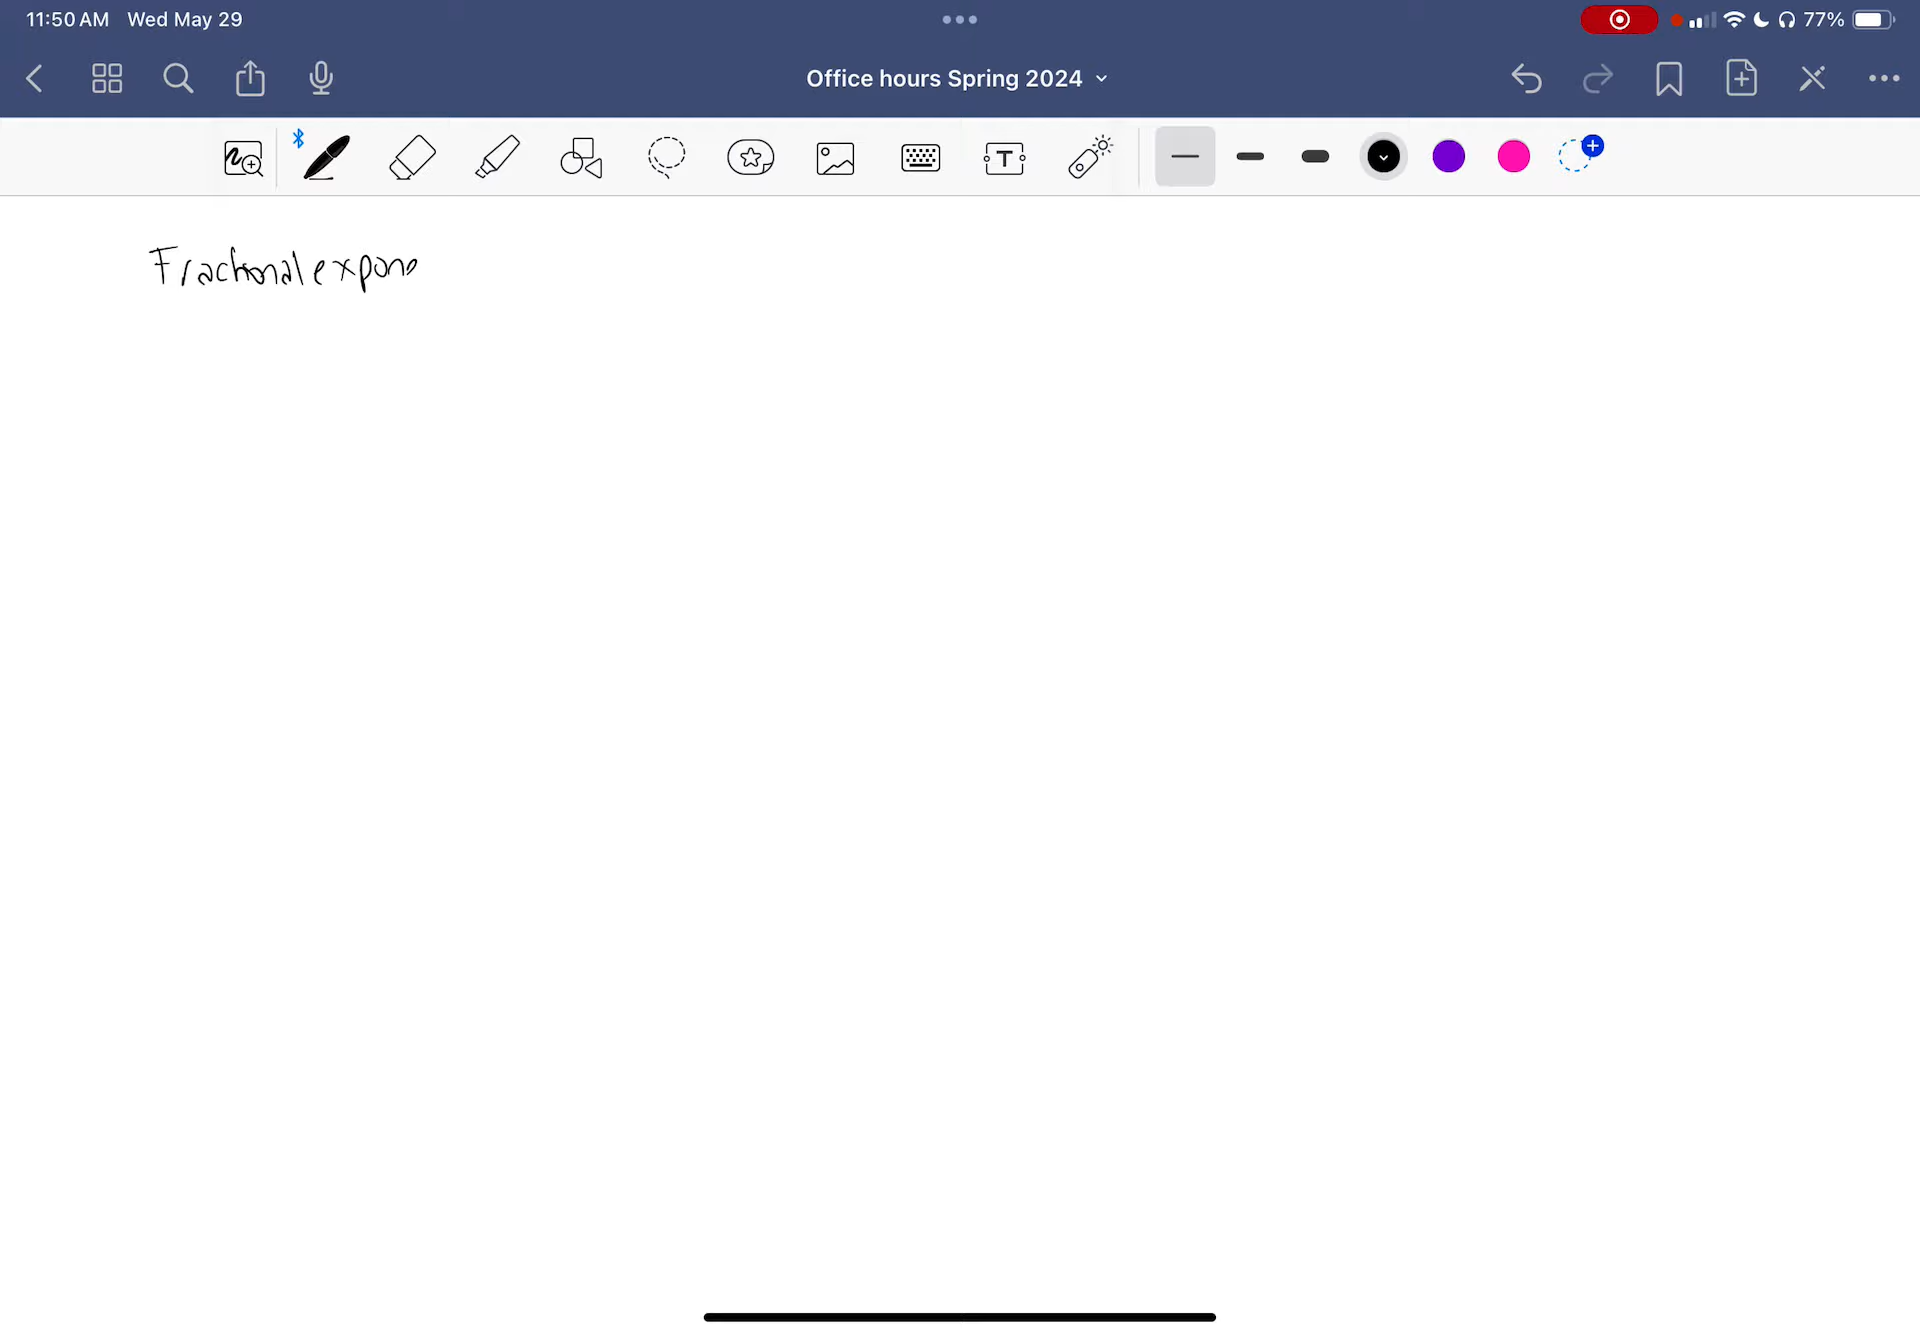 11:50 AM Wed May 29
77%
Office hours Spring 2024
T
Fractional expone